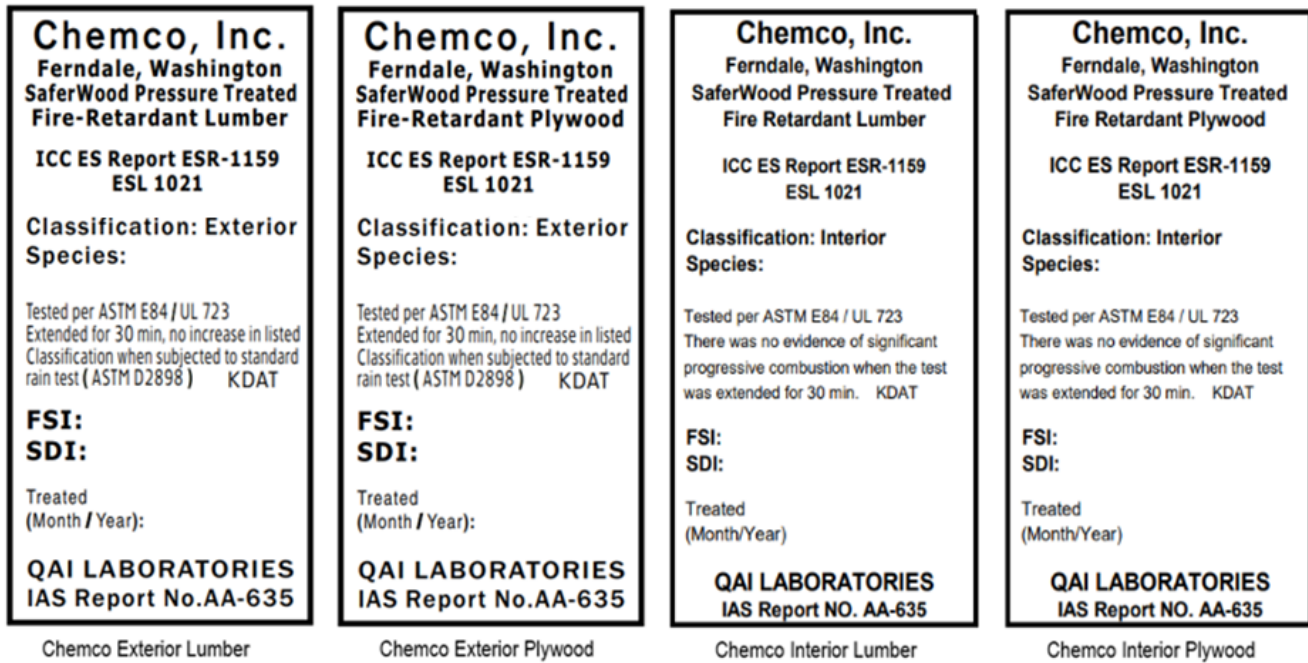 Chemco, Inc.
Ferndale, Washington
SaferWood Pressure Treated
Fire-Retardant Lumber
ICC ES Report ESR-1159
ESL 1021
Classification: Exterior
Species:
Tested per ASTM E84 / UL 723
Extended for 30 min, no increase in listed
Classification when subjected to standard
rain test ( ASTM D2898 ) KDAT
FSI:
SDI:
Treated
(Month / Year):
QAI LABORATORIES
IAS Report No.AA-635
Chemco Exterior Lumber
Chemco, Inc.
Ferndale, Washington
SaferWood Pressure Treated
Fire-Retardant Plywood
ICC ES Report ESR-1159
ESL 1021
Classification: Exterior
Species:
Tested per ASTM E84 / UL 723
Extended for 30 min, no increase in listed
Classification when subjected to standard
rain test ( ASTM D2898 ) KDAT
FSI:
SDI:
Treated
(Month / Year):
QAI LABORATORIES
IAS Report No.AA-635
Chemco Exterior Plywood
Chemco, Inc.
Ferndale, Washington
SaferWood Pressure Treated
Fire Retardant Lumber
ICC ES Report ESR-1159
ESL 1021
Classification: Interior
Species:
Tested per ASTM E84 / UL 723
There was no evidence of significant
progressive combustion when the test
was extended for 30 min. KDAT
FSI:
SDI:
Treated
(Month/Year)
QAI LABORATORIES
IAS Report NO. AA-635
Chemco Interior Lumber
Chemco, Inc.
Ferndale, Washington
SaferWood Pressure Treated
Fire Retardant Plywood
ICC ES Report ESR-1159
ESL 1021
Classification: Interior
Species:
Tested per ASTM E84 / UL 723
There was no evidence of significant
progressive combustion when the test
was extended for 30 min. KDAT
FSI:
SDI:
Treated
(Month/Year)
QAI LABORATORIES
IAS Report NO. AA-635
Chemco Interior Plywood